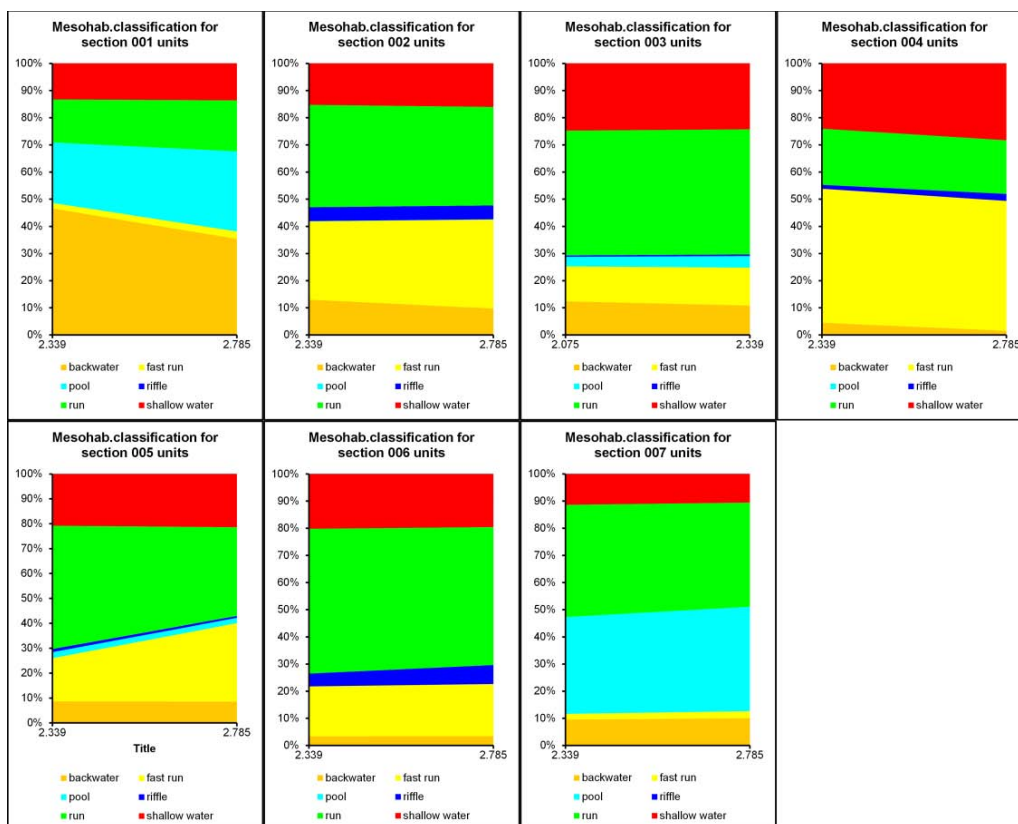 Mesohab.classification for
section 001 units
100%
90%
80%
70%
60%
50%
40%
30%
20%
10%
0%
2.339 2.785
backwater fast run
pool riffle
run shallow water
Mesohab.classification for
section 002 units
100%
90%
80%
70%
60%
50%
40%
30%
20%
10%
0%
2.339 2.785
backwater fast run
pool riffle
run shallow water
Mesohab.classification for
section 003 units
100%
90%
80%
70%
60%
50%
40%
30%
20%
10%
0%
2.075 2.339
backwater fast run
pool riffle
run shallow water
Mesohab.classification for
section 004 units
100%
90%
80%
70%
60%
50%
40%
30%
20%
10%
0%
2.339 2.785
backwater fast run
pool riffle
run shallow water
Mesohab.classification for
section 005 units
100%
90%
80%
70%
60%
50%
40%
30%
20%
10%
0%
2.339 2.785
Title
backwater fast run
pool riffle
run shallow water
Mesohab.classification for
section 006 units
100%
90%
80%
70%
60%
50%
40%
30%
20%
10%
0%
2.339 2.785
backwater fast run
pool riffle
run shallow water
Mesohab.classification for
section 007 units
100%
90%
80%
70%
60%
50%
40%
30%
20%
10%
0%
2.339 2.785
backwater fast run
pool riffle
run shallow water